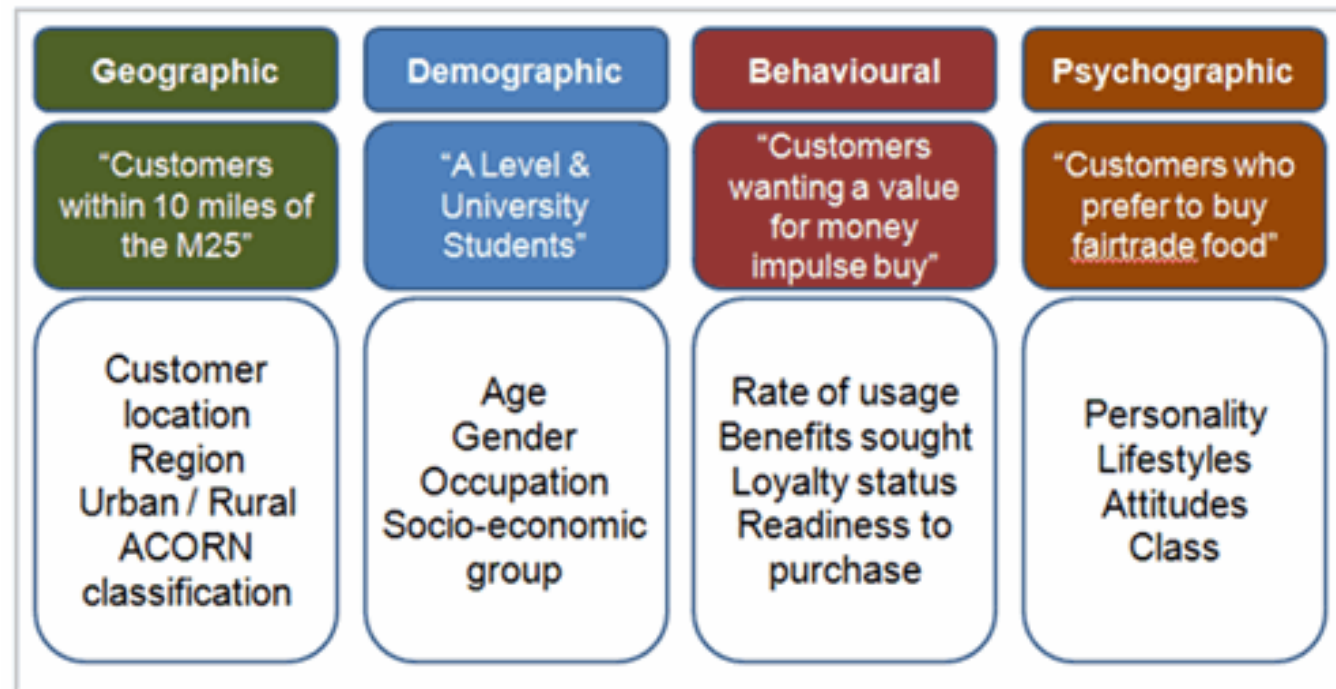 Geographic
Demographic
Behavioural
Psychographic
“Customers
within 10 miles of
the M25”
“A Level &
University
Students”
“Customers
wanting a value
for money
impulse buy”
“Customers who
prefer to buy
fairtrade food”
Customer
location
Region
Urban / Rural
ACORN
classification
Age
Gender
Occupation
Socio-economic
group
Rate of usage
Benefits sought
Loyalty status
Readiness to
purchase
Personality
Lifestyles
Attitudes
Class